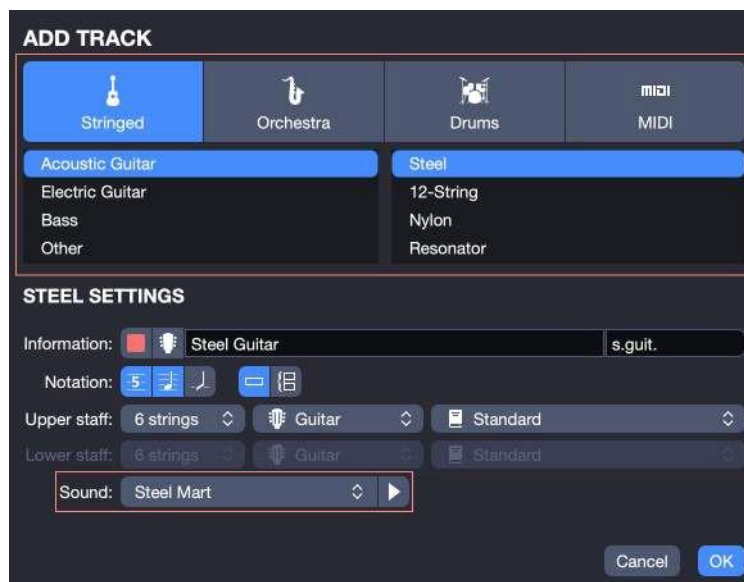 ADD TRACK
Stringed Orchestra Drums MIDI MIDI
Acoustic Guitar Steel
Electric Guitar 12-String
Bass Nylon
Other Resonator
STEEL SETTINGS
Information: Steel Guitar s.guit.
Notation: 5
Upper staff: 6 strings Guitar Standard
Lower staff: 6 strings Guitar Standard
Sound: Steel Mart
Cancel OK